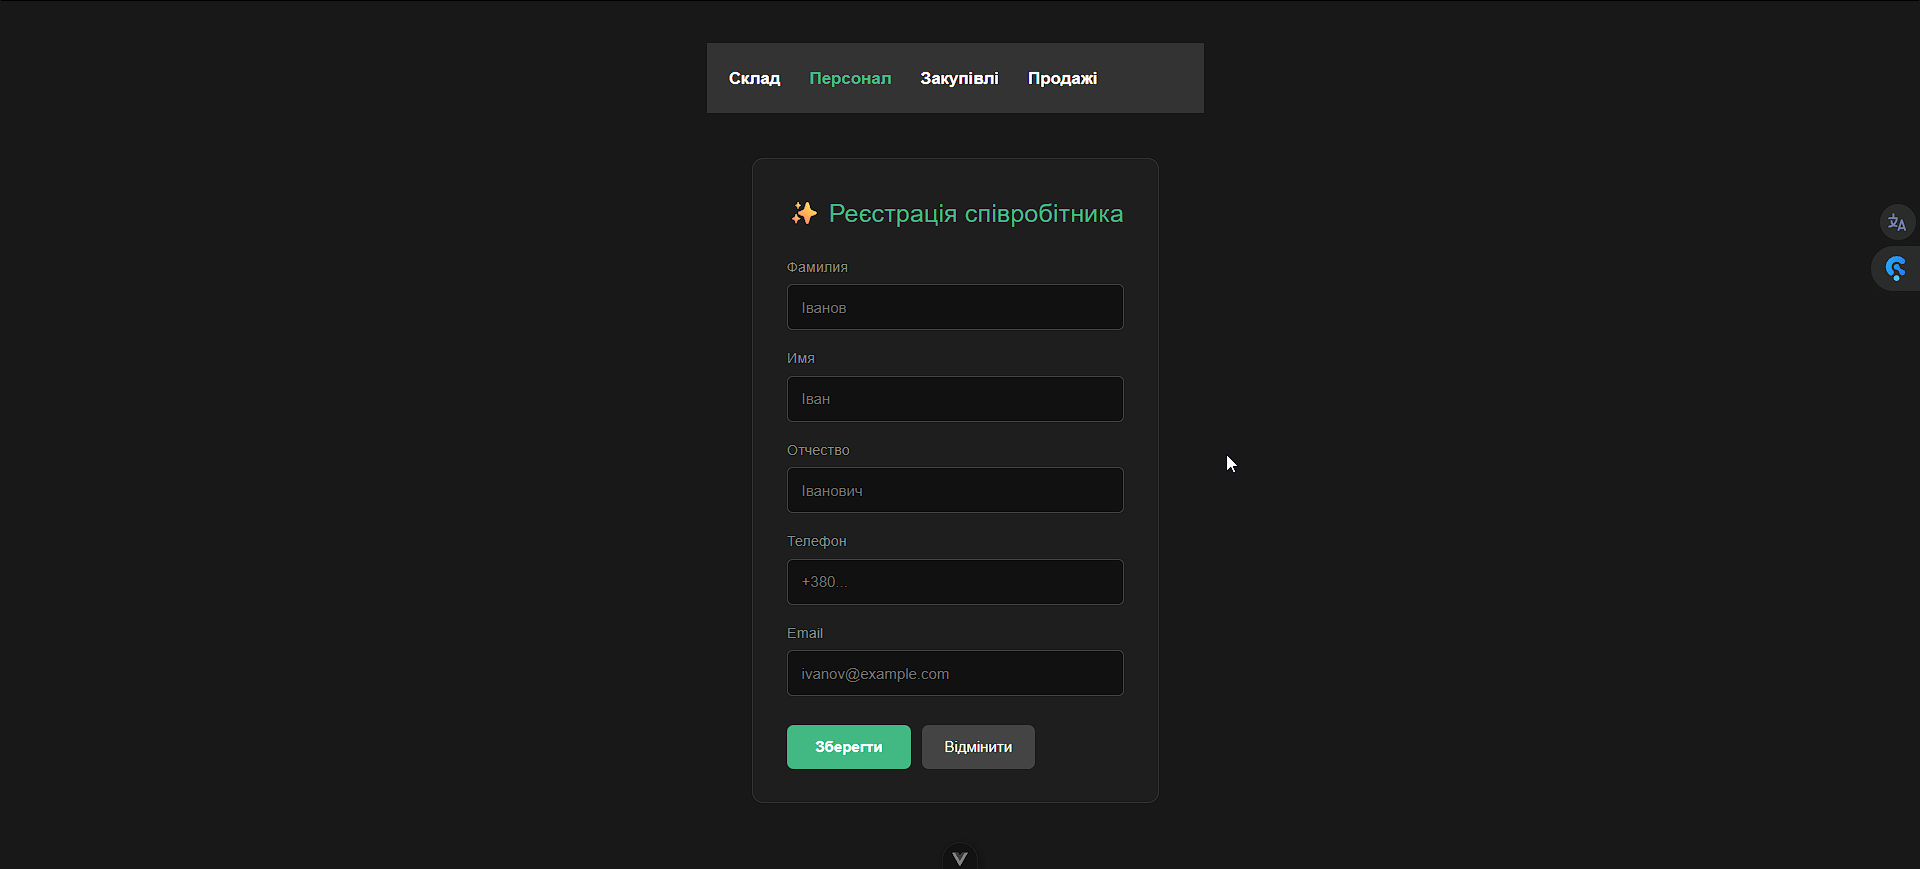 Склад Персонал Закупівлі Продажі
✨ Реєстрація співробітника
Фамилия
Іванов
Имя
Іван
Отчество
Іванович
Телефон
+380...
Email
ivanov@example.com
Зберегти Відмінити